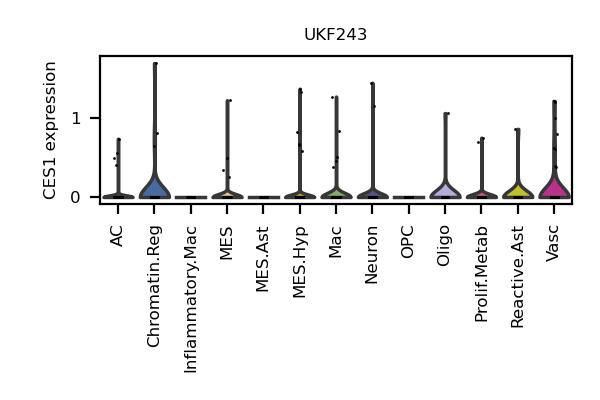 UKF243
CES1 expression
1
0
AC
Chromatin.Reg
Inflammatory.Mac
MES
MES.Ast
MES.Hyp
Mac
Neuron
OPC
Oligo
Prolif.Metab
Reactive.Ast
Vasc